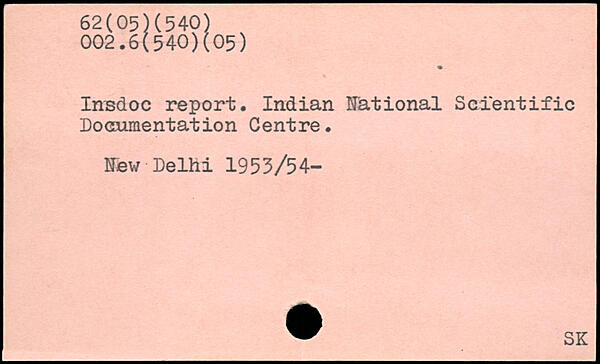 62(05)(540)
002.6(540)(05)
Insdoc report. Indian National Scientific
Documentation Centre.
New Delhi 1953/54-
SK